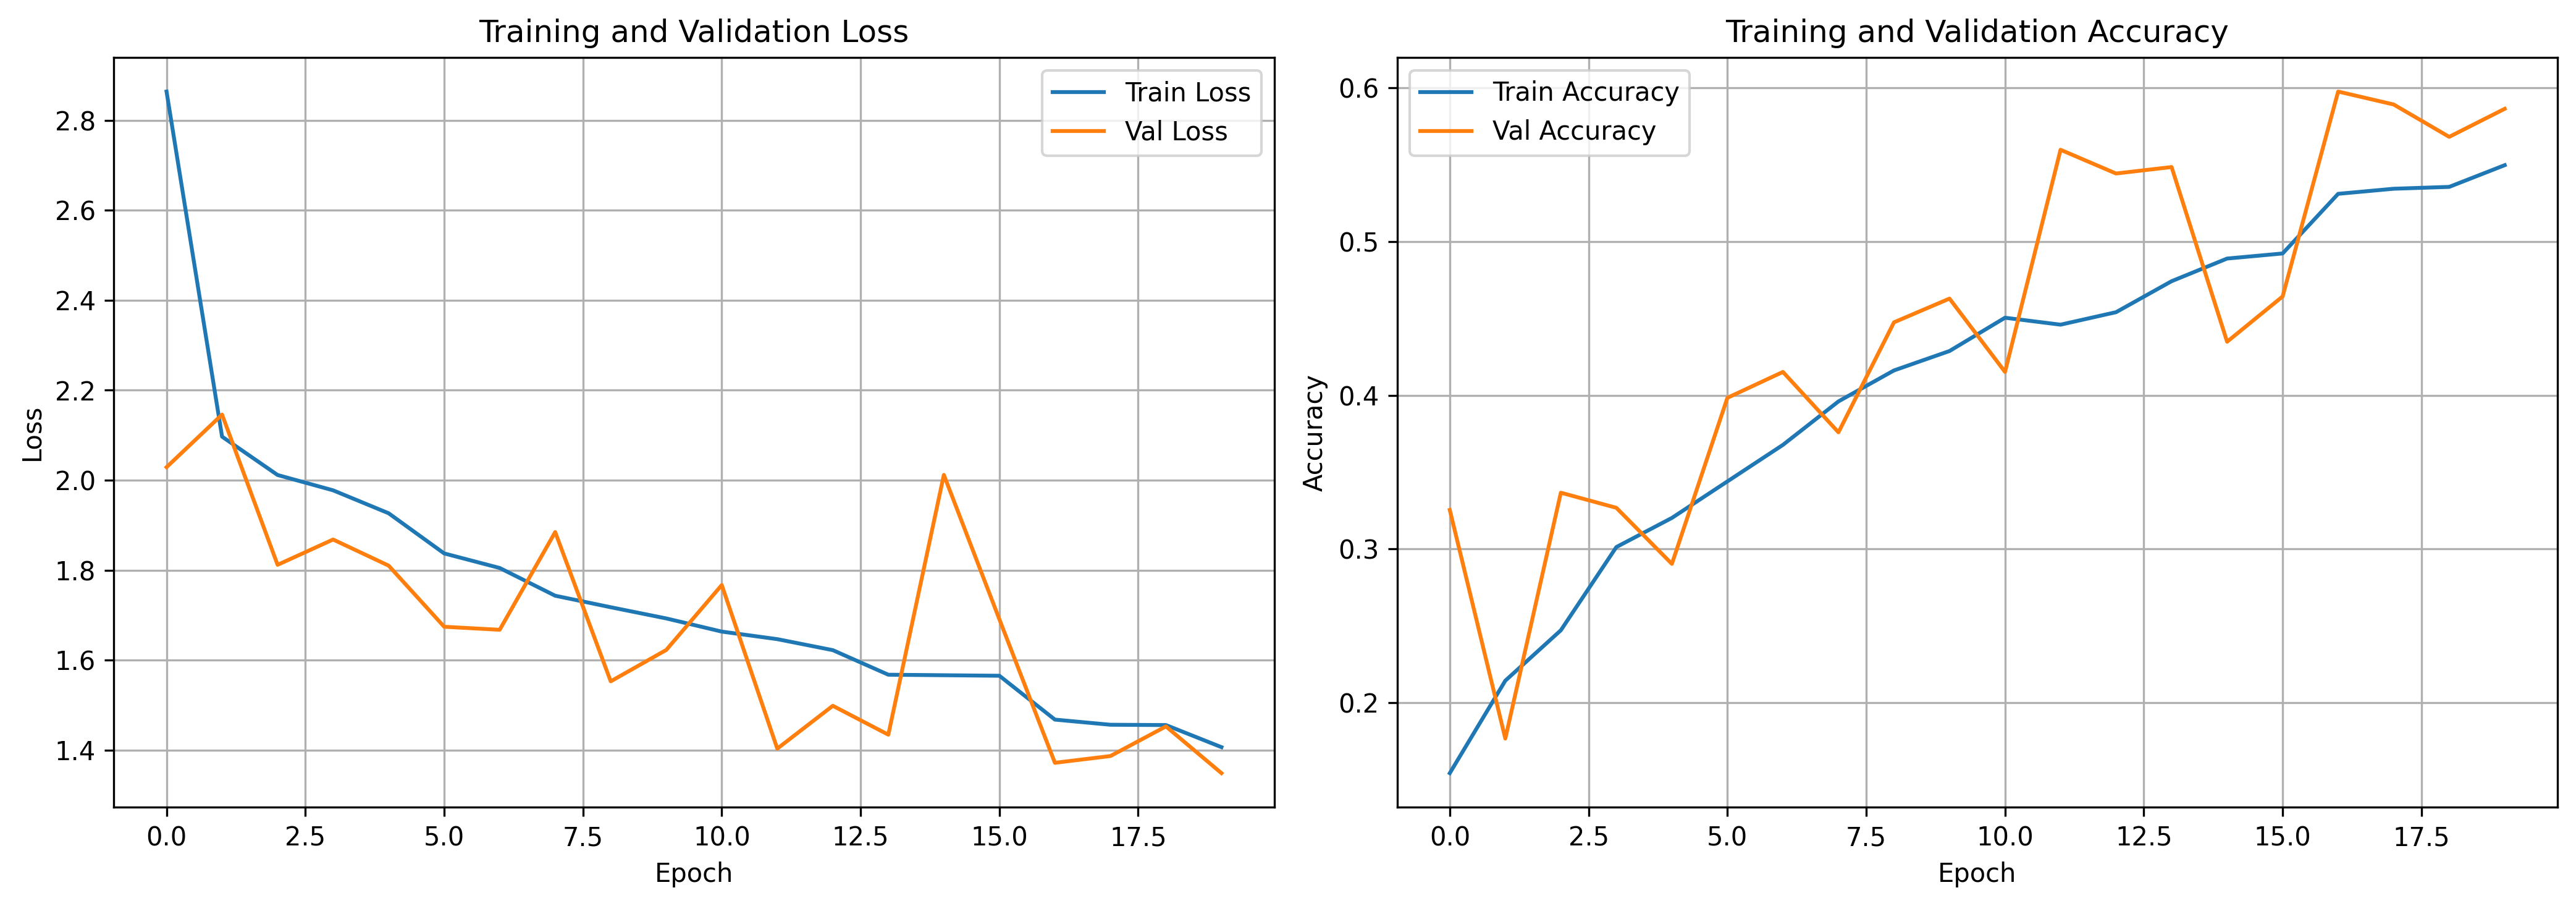 Training and Validation Loss
Train Loss
Val Loss
2.8
2.6
2.4
2.2
2.0
1.8
1.6
1.4
Loss
0.0 2.5 5.0 7.5 10.0 12.5 15.0 17.5
Epoch
Training and Validation Accuracy
Train Accuracy
Val Accuracy
0.6
0.5
0.4
0.3
0.2
Accuracy
0.0 2.5 5.0 7.5 10.0 12.5 15.0 17.5
Epoch